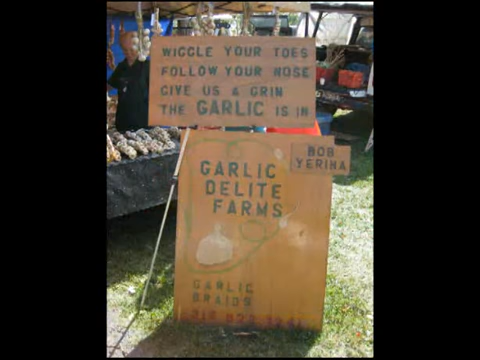 WIGGLE YOUR TOES
FOLLOW YOUR NOSE
GIVE US A GRIN
THE GARLIC IS IN
BOB
YERINA
GARLIC
DELITE
FARMS
GARLIC
BRAIDS